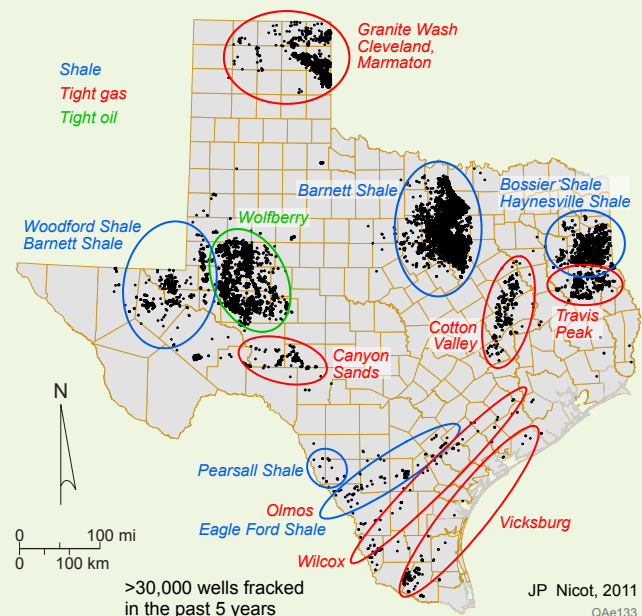 Granite Wash
Cleveland,
Marmaton
Shale
Tight gas
Tight oil
Barnett Shale
Bossier Shale
Haynesville Shale
Woodford Shale
Barnett Shale
Wolfberry
Travis
Peak
Cotton
Valley
Canyon
Sands
N
Pearsall Shale
Olmos
Eagle Ford Shale
Vicksburg
Wilcox
0 100 mi
0 100 km
>30,000 wells fracked
in the past 5 years
JP Nicot, 2011
QAe133